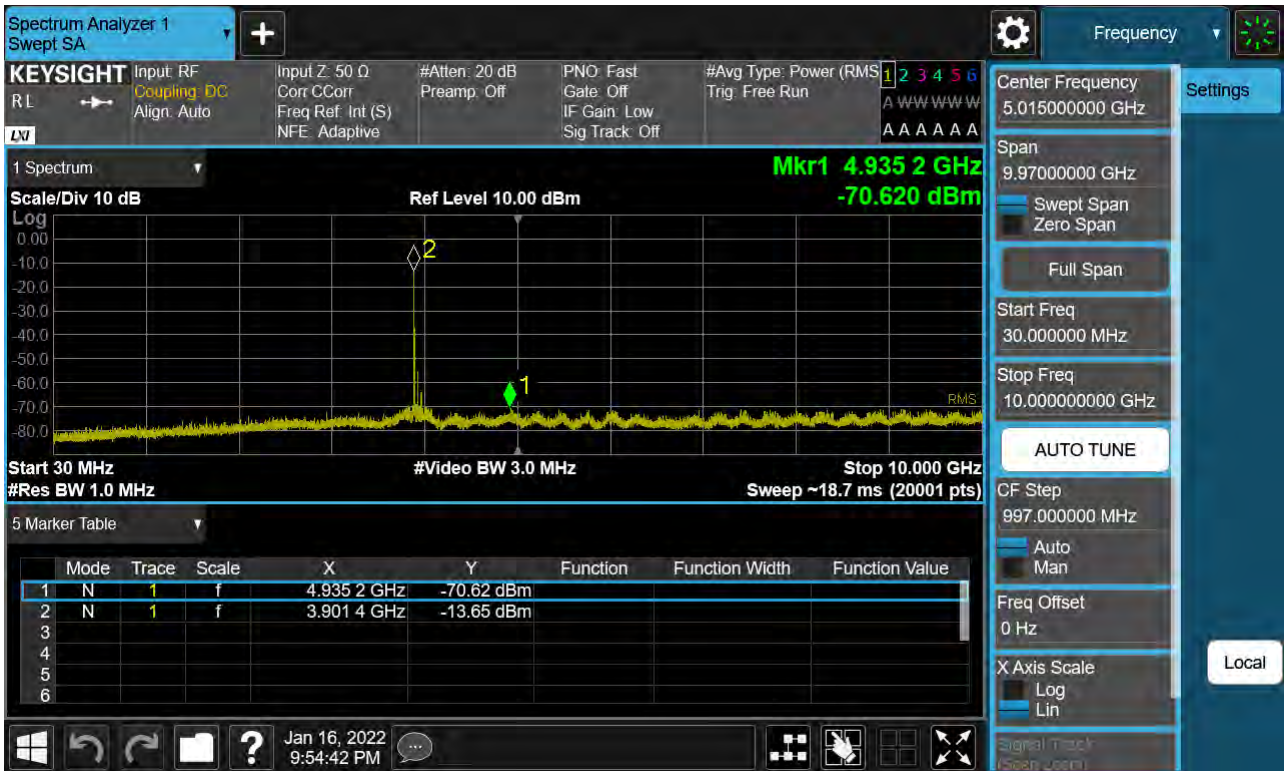 Spectrum Analyzer 1
Swept SA
Frequency
KEYSIGHT
RL
LXI
Input: RF
Coupling: DC
Align: Auto
Input Z: 50 Ω
Corr CCorr
Freq Ref: Int (S)
NFE: Adaptive
#Atten: 20 dB
Preamp: Off
PNO: Fast
Gate: Off
IF Gain: Low
Sig Track: Off
#Avg Type: Power (RMS
Trig: Free Run
1 2 3 4 5 6
A W W W W W
A A A A A A
1 Spectrum
Mkr1 4.935 2 GHz
-70.620 dBm
Scale/Div 10 dB
Ref Level 10.00 dBm
Log
0.00
-10.0
-20.0
-30.0
-40.0
-50.0
-60.0
-70.0
-80.0
2
1
RMS
Start 30 MHz
#Video BW 3.0 MHz
Stop 10.000 GHz
#Res BW 1.0 MHz
Sweep ~18.7 ms (20001 pts)
5 Marker Table
Mode Trace Scale X Y Function Function Width Function Value
1 N 1 f 4.935 2 GHz -70.62 dBm
2 N 1 f 3.901 4 GHz -13.65 dBm
3
4
5
6
Jan 16, 2022
9:54:42 PM
Center Frequency
5.015000000 GHz
Span
9.97000000 GHz
Swept Span
Zero Span
Full Span
Start Freq
30.000000 MHz
Stop Freq
10.000000000 GHz
AUTO TUNE
CF Step
997.000000 MHz
Auto
Man
Freq Offset
0 Hz
X Axis Scale
Log
Lin
Signal Track
(Span Zoom)
Settings
Local